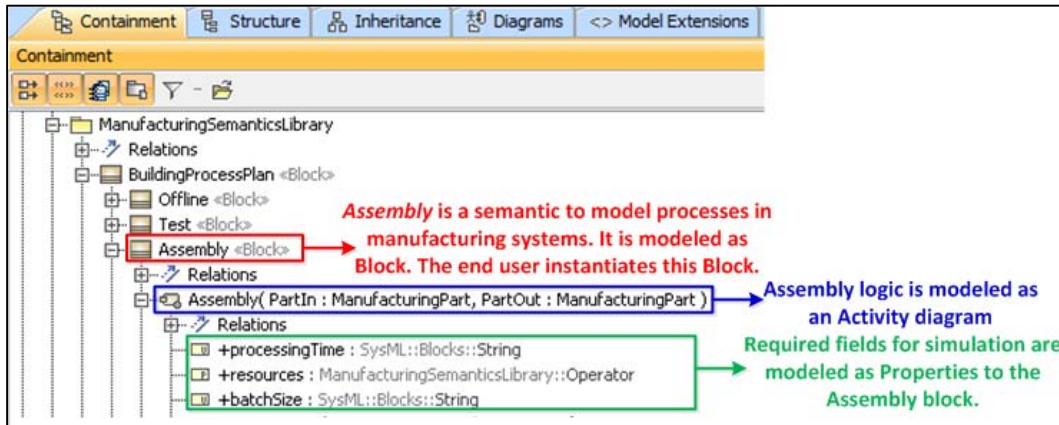 Containment Structure Inheritance Diagrams <> Model Extensions
Containment
ManufacturingSemanticsLibrary
Relations
BuildingProcessPlan «Block»
Offline «Block»
Test «Block»
Assembly «Block»
Assembly is a semantic to model processes in
manufacturing systems. It is modeled as
Block. The end user instantiates this Block.
Relations
Assembly( PartIn : ManufacturingPart, PartOut : ManufacturingPart )
Assembly logic is modeled as
an Activity diagram
Relations
+processingTime : SysML::Blocks::String
+resources : ManufacturingSemanticsLibrary::Operator
+batchSize : SysML::Blocks::String
Required fields for simulation are
modeled as Properties to the
Assembly block.